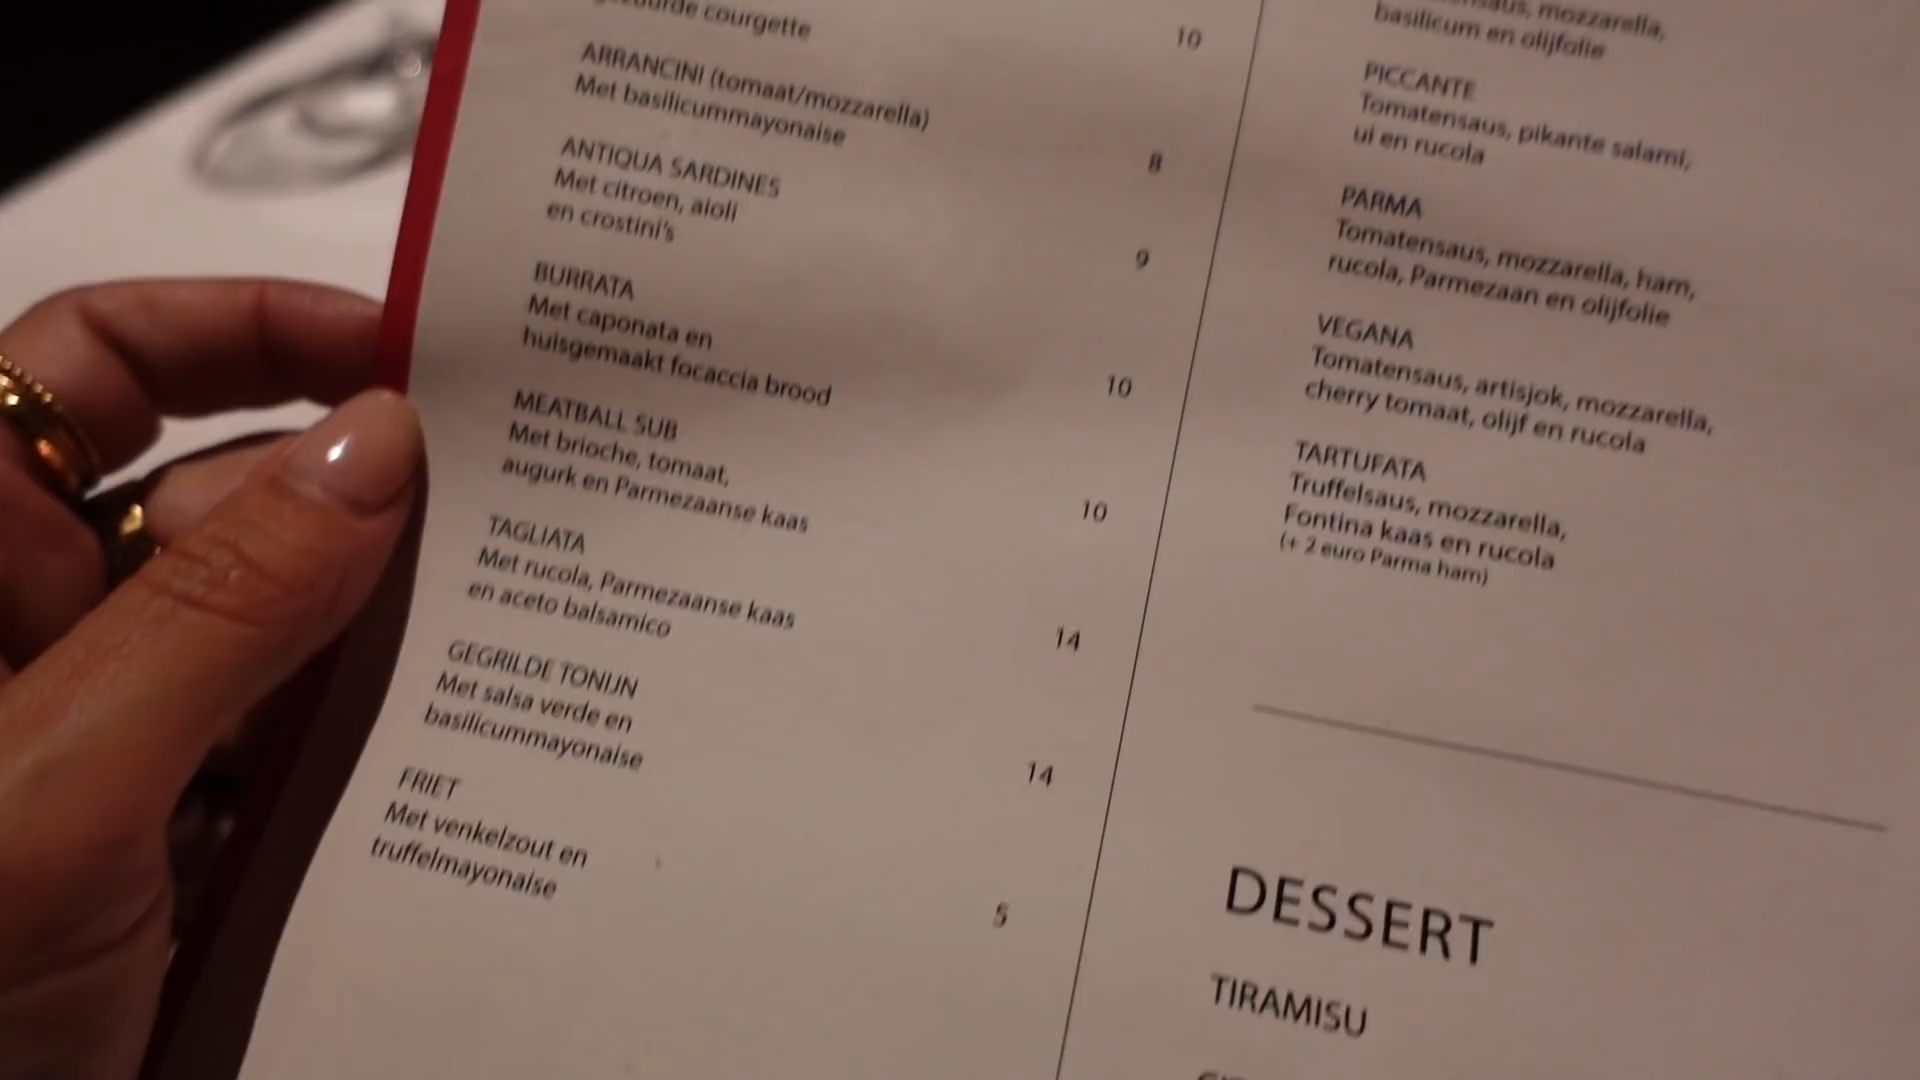 courgette
10
ARRANCINI (tomaat/mozzarella)
Met basilicummayonaise
8
ANTIQUA SARDINES
Met citroen, aioli
en crostini's
9
BURRATA
Met caponata en
huisgemaakt focaccia brood
10
MEATBALL SUB
Met brioche, tomaat,
augurk en Parmezaanse kaas
10
TAGLIATA
Met rucola, Parmezaanse kaas
en aceto balsamico
14
GEGRILDE TONIJN
Met salsa verde en
basilicummayonaise
14
FRIET
Met venkelzout en
truffelmayonaise
5
mozzarella,
basilicum en olijfolie
PICCANTE
Tomatensaus, pikante salami,
ui en rucola
PARMA
Tomatensaus, mozzarella, ham,
rucola, Parmezaan en olijfolie
VEGANA
Tomatensaus, artisjok, mozzarella,
cherry tomaat, olijf en rucola
TARTUFATA
Truffelsaus, mozzarella,
Fontina kaas en rucola
(+ 2 euro Parma ham)
DESSERT
TIRAMISU